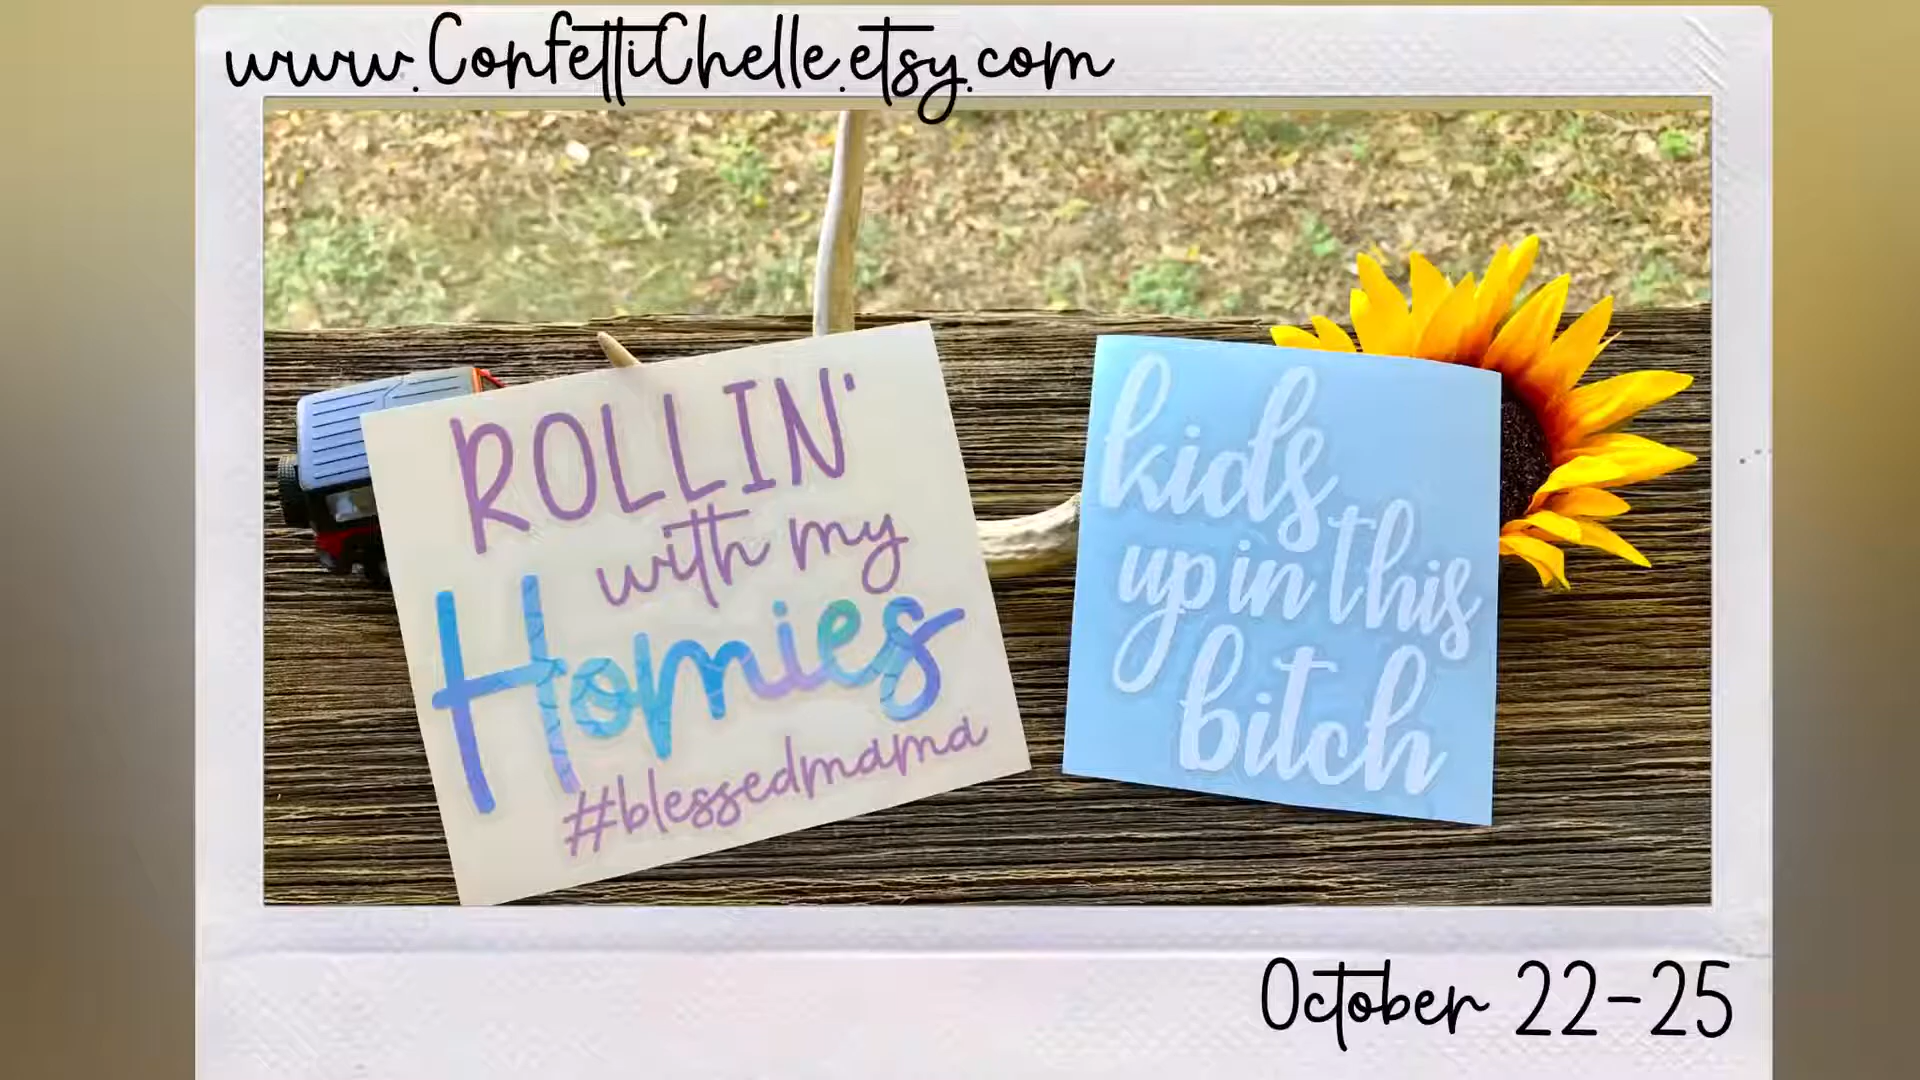 www.ConfettiChelle.etsy.com
ROLLIN'
with my
Homies
#blessedmama
kids
up in this
bitch
October 22-25